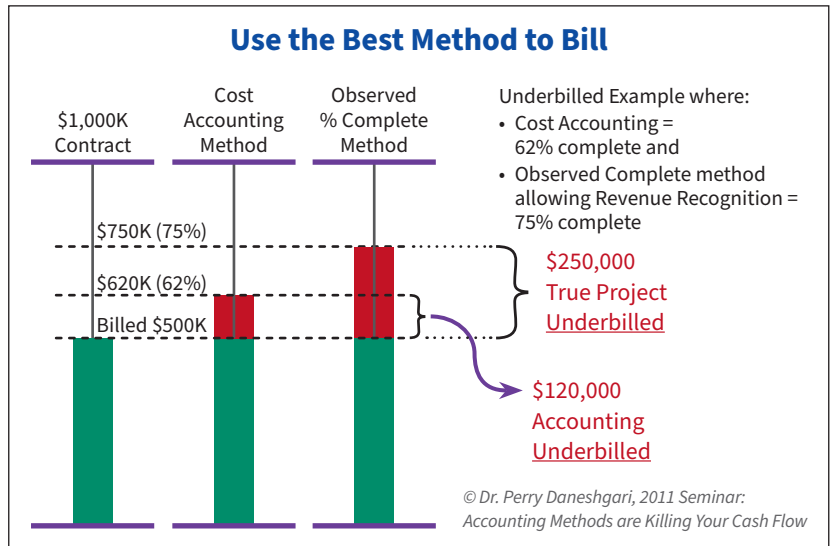 Use the Best Method to Bill
$1,000K
Contract
Cost
Accounting
Method
Observed
% Complete
Method
Underbilled Example where:
• Cost Accounting =
62% complete and
• Observed Complete method
allowing Revenue Recognition =
75% complete
$750K (75%)
$620K (62%)
Billed $500K
$250,000
True Project
Underbilled
$120,000
Accounting
Underbilled
© Dr. Perry Daneshgari, 2011 Seminar:
Accounting Methods are Killing Your Cash Flow